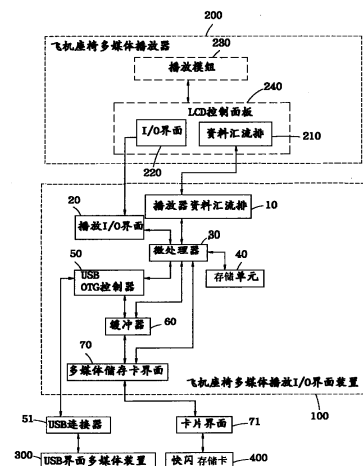 200
飞机座椅多媒体播放器
230
播放模组
240
LCD控制面板
I/O界面
资料汇流排
210
220
20
播放器资料汇流排
10
播放I/O界面
30
微处理器
50
40
USB
OTG控制器
存储单元
缓冲器
60
70
多媒体储存卡界面
飞机座椅多媒体播放I/O界面装置
51
USB连接器
卡片界面
71
100
300
USB界面多媒体装置
快闪存储卡
400